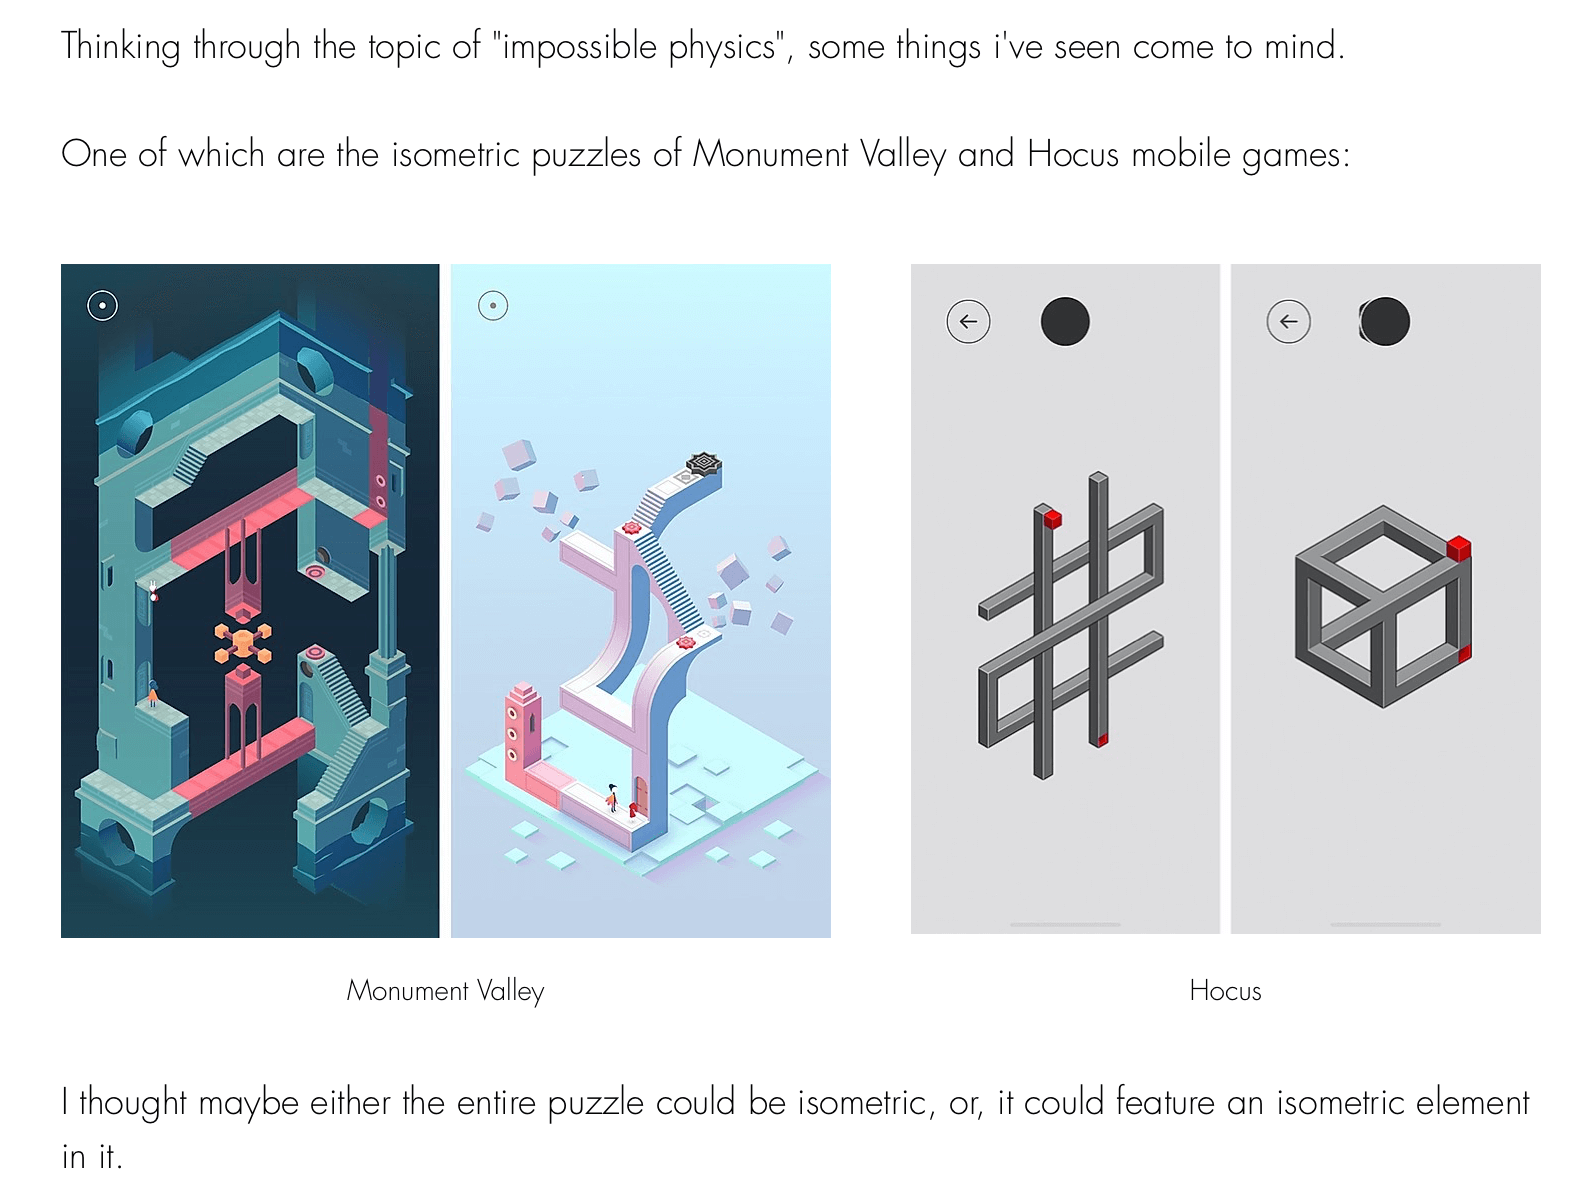 Thinking through the topic of "impossible physics", some things i've seen come to mind.
One of which are the isometric puzzles of Monument Valley and Hocus mobile games:
Monument Valley
Hocus
I thought maybe either the entire puzzle could be isometric, or, it could feature an isometric element
in it.